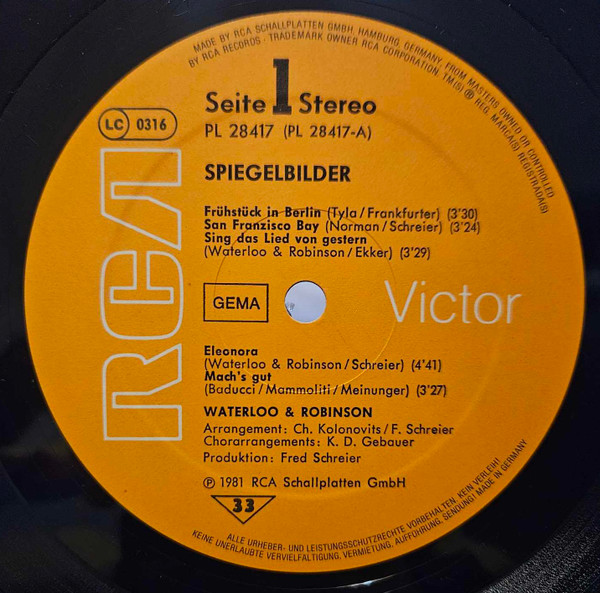 MADE BY RCA SCHALLPLATTEN GMBH, HAMBURG, GERMANY, FROM MASTERS OWNED OR CONTROLLED
BY RCA RECORDS · TRADEMARK OWNER RCA CORPORATION, TM(S) ® REG. MARCA(S) REGISTRADA(S)
Seite 1 Stereo
LC 0316
PL 28417 (PL 28417-A)
SPIEGELBILDER
Frühstück in Berlin (Tyla/Frankfurter) (3'30)
San Franzisco Bay (Norman/Schreier) (3'24)
Sing das Lied von gestern
(Waterloo & Robinson/Ekker) (3'29)
RCA
GEMA
Victor
Eleonora
(Waterloo & Robinson/Schreier) (4'41)
Mach's gut
(Baducci/Mammoliti/Meinunger) (3'27)
WATERLOO & ROBINSON
Arrangement: Ch. Kolonovits/F. Schreier
Chorarrangements: K. D. Gebauer
Produktion: Fred Schreier
℗ 1981 RCA Schallplatten GmbH
33
ALLE URHEBER- UND LEISTUNGSSCHUTZRECHTE VORBEHALTEN. KEIN VERLEIH!
KEINE UNERLAUBTE VERVIELFÄLTIGUNG, VERMIETUNG, AUFFÜHRUNG, SENDUNG! MADE IN GERMANY